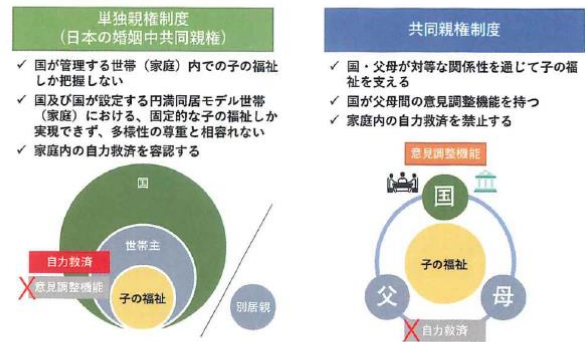 単独親権制度
(日本の婚姻中共同親権)
✓ 国が管理する世帯(家庭)内での子の福祉
しか把握しない
✓ 国及び国が設定する円満同居モデル世帯
(家庭)における、固定的な子の福祉しか
実現できず、多様性の尊重と相容れない
✓ 家庭内の自力救済を容認する
国
世帯主
自力救済
意見調整機能
子の福祉
別居親
共同親権制度
✓ 国・父母が対等な関係性を通じて子の福
祉を支える
✓ 国が父母間の意見調整機能を持つ
✓ 家庭内の自力救済を禁止する
意見調整機能
国
子の福祉
父
母
自力救済